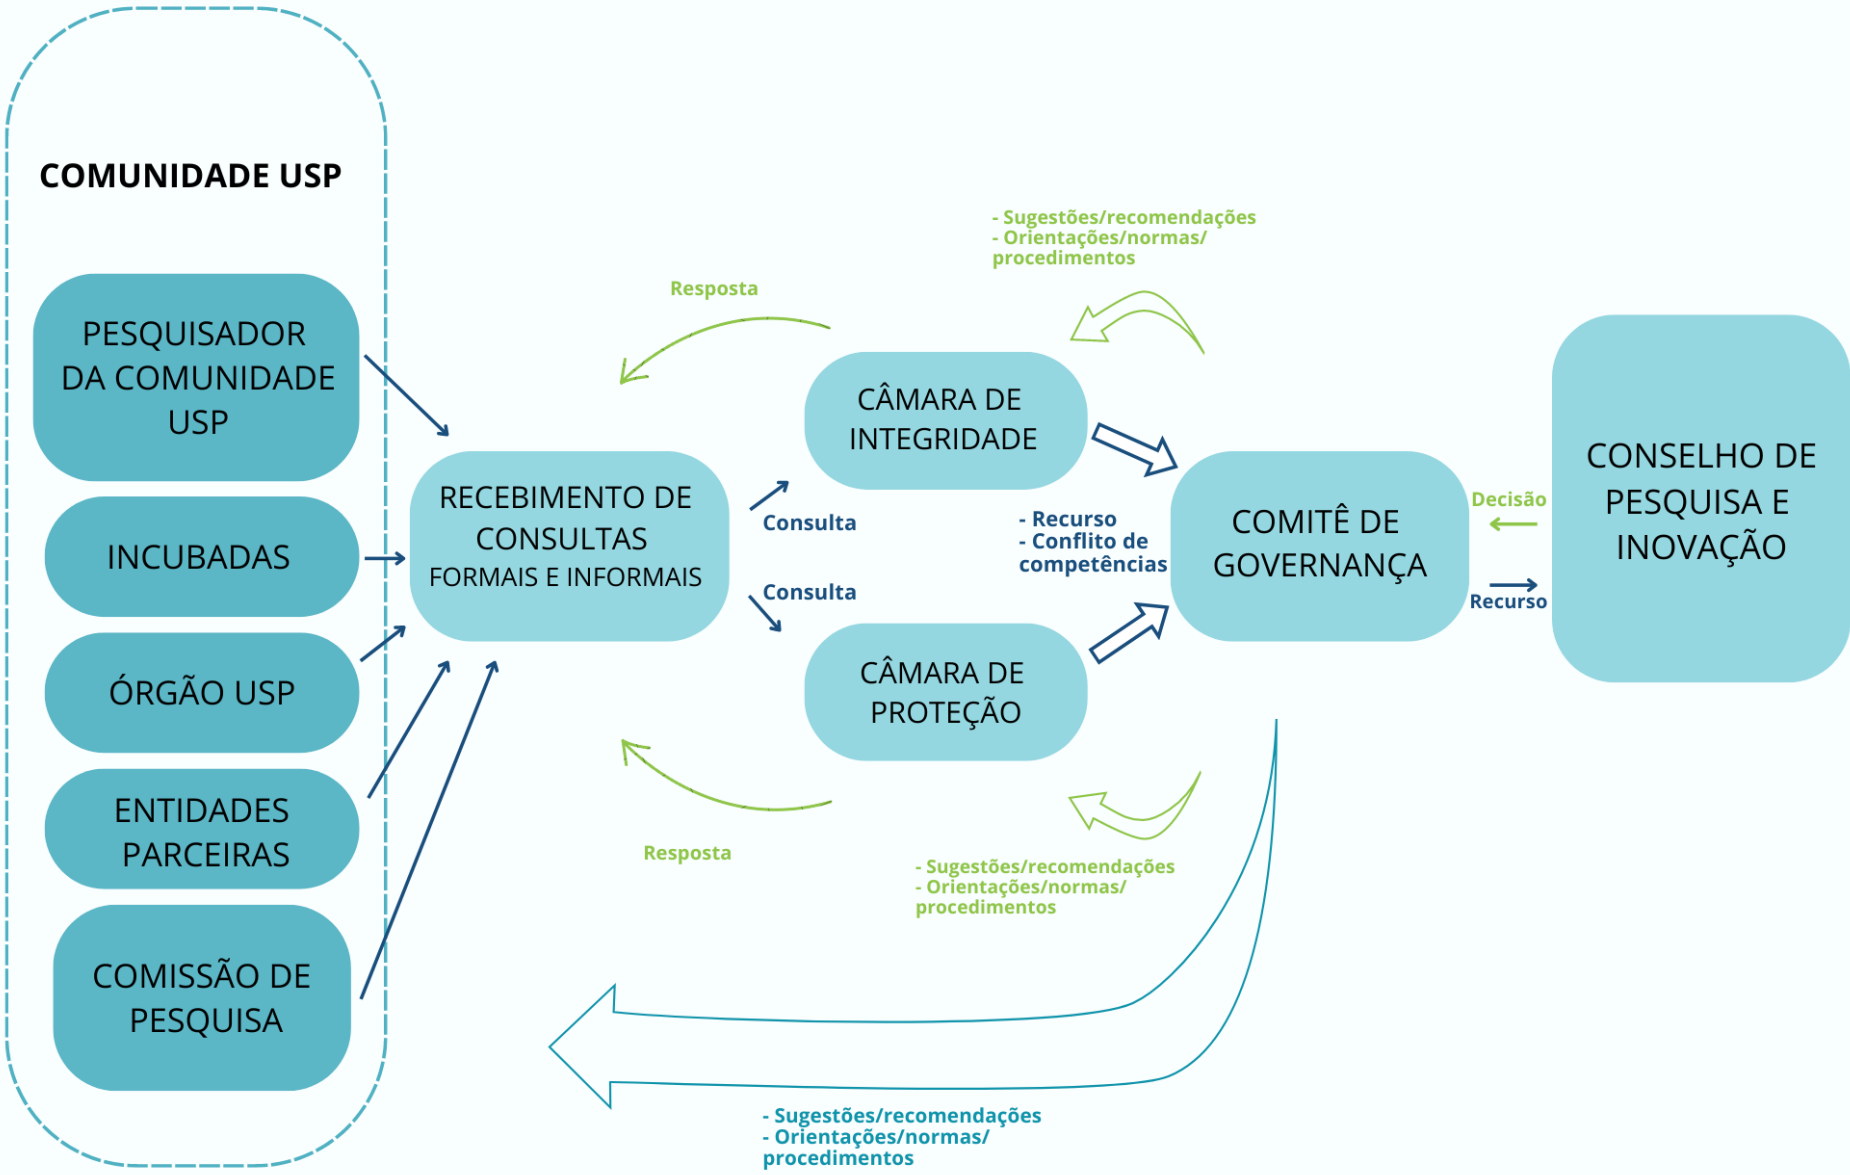 COMUNIDADE USP
PESQUISADOR
DA COMUNIDADE
USP
INCUBADAS
ÓRGÃO USP
ENTIDADES
PARCEIRAS
COMISSÃO DE
PESQUISA
RECEBIMENTO DE
CONSULTAS
FORMAIS E INFORMAIS
Resposta
Consulta
Consulta
Resposta
CÂMARA DE
INTEGRIDADE
CÂMARA DE
PROTEÇÃO
- Sugestões/recomendações
- Orientações/normas/
procedimentos
- Recurso
- Conflito de
competências
- Sugestões/recomendações
- Orientações/normas/
procedimentos
COMITÊ DE
GOVERNANÇA
Decisão
Recurso
CONSELHO DE
PESQUISA E
INOVAÇÃO
- Sugestões/recomendações
- Orientações/normas/
procedimentos